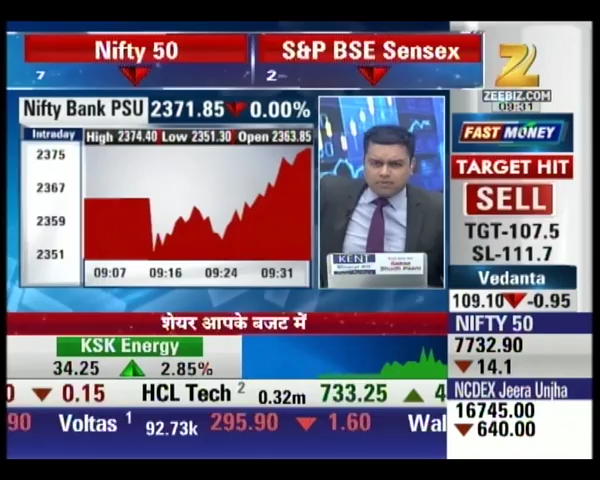 Nifty 50
7
S&P BSE Sensex
2
ZEEBIZ.COM
09:31
Nifty Bank PSU 2371.85 0.00%
Intraday High 2374.40 Low 2351.30 Open 2363.85
2375
2367
2359
2351
09:07 09:16 09:24 09:31
KENT
FAST MONEY
TARGET HIT
SELL
TGT-107.5
SL-111.7
Vedanta
109.10 -0.95
शेयर आपके बजट में
KSK Energy
34.25 2.85%
NIFTY 50
7732.90
14.1
NCDEX Jeera Unjha
16745.00
640.00
0 0.15 HCL Tech 2 0.32m 733.25 4
90 Voltas 1 92.73k 295.90 1.60 Wal